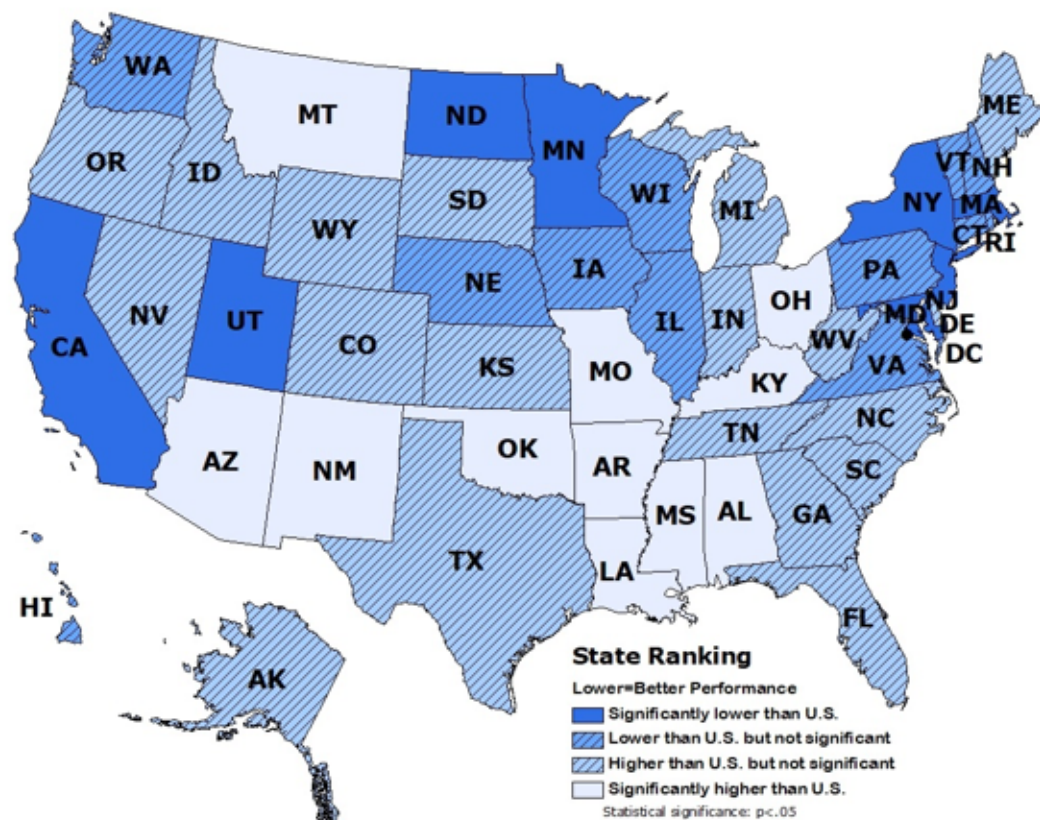 WA
MT
ND
MN
ME
OR
ID
SD
WI
VT
NH
WY
MI
NY
MA
CT
RI
NE
IA
PA
NV
UT
CO
IL
IN
OH
NJ
MD
DE
CA
KS
MO
WV
VA
DC
KY
AZ
NM
OK
AR
TN
NC
SC
MS
AL
GA
TX
LA
HI
FL
AK
State Ranking
Lower=Better Performance
Significantly lower than U.S.
Lower than U.S. but not significant
Higher than U.S. but not significant
Significantly higher than U.S.
Statistical significance: p<.05